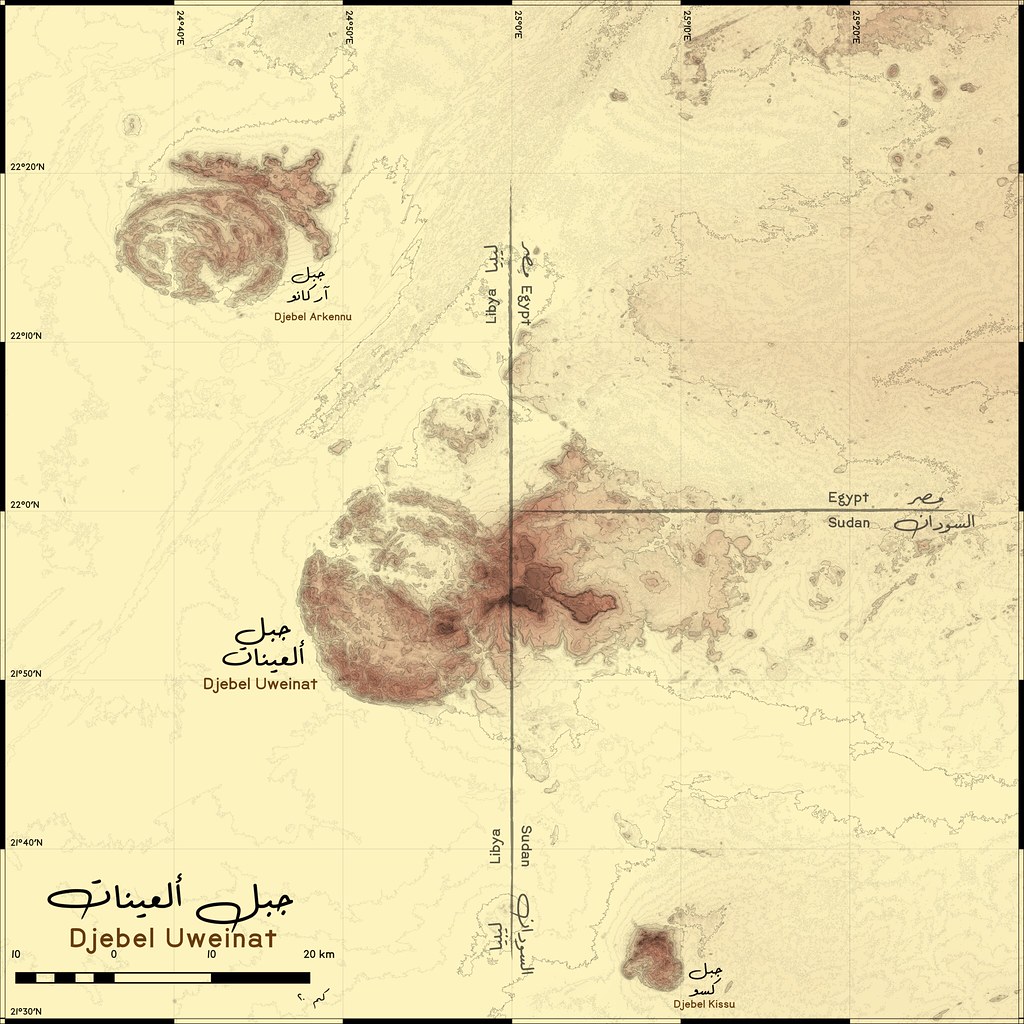 24°40'E
24°50'E
25°0'E
25°10'E
25°20'E
22°20'N
22°10'N
22°0'N
21°50'N
21°40'N
21°30'N
جبل
آركانو
Djebel Arkennu
ليبيا
Libya
مصر
Egypt
Egypt مصر
Sudan السودان
جبل
ألعينات
Djebel Uweinat
Libya
ليبيا
Sudan
السودان
جبل ألعينات
Djebel Uweinat
10 0 10 20 km
٢٠ كم
جبل
كسو
Djebel Kissu